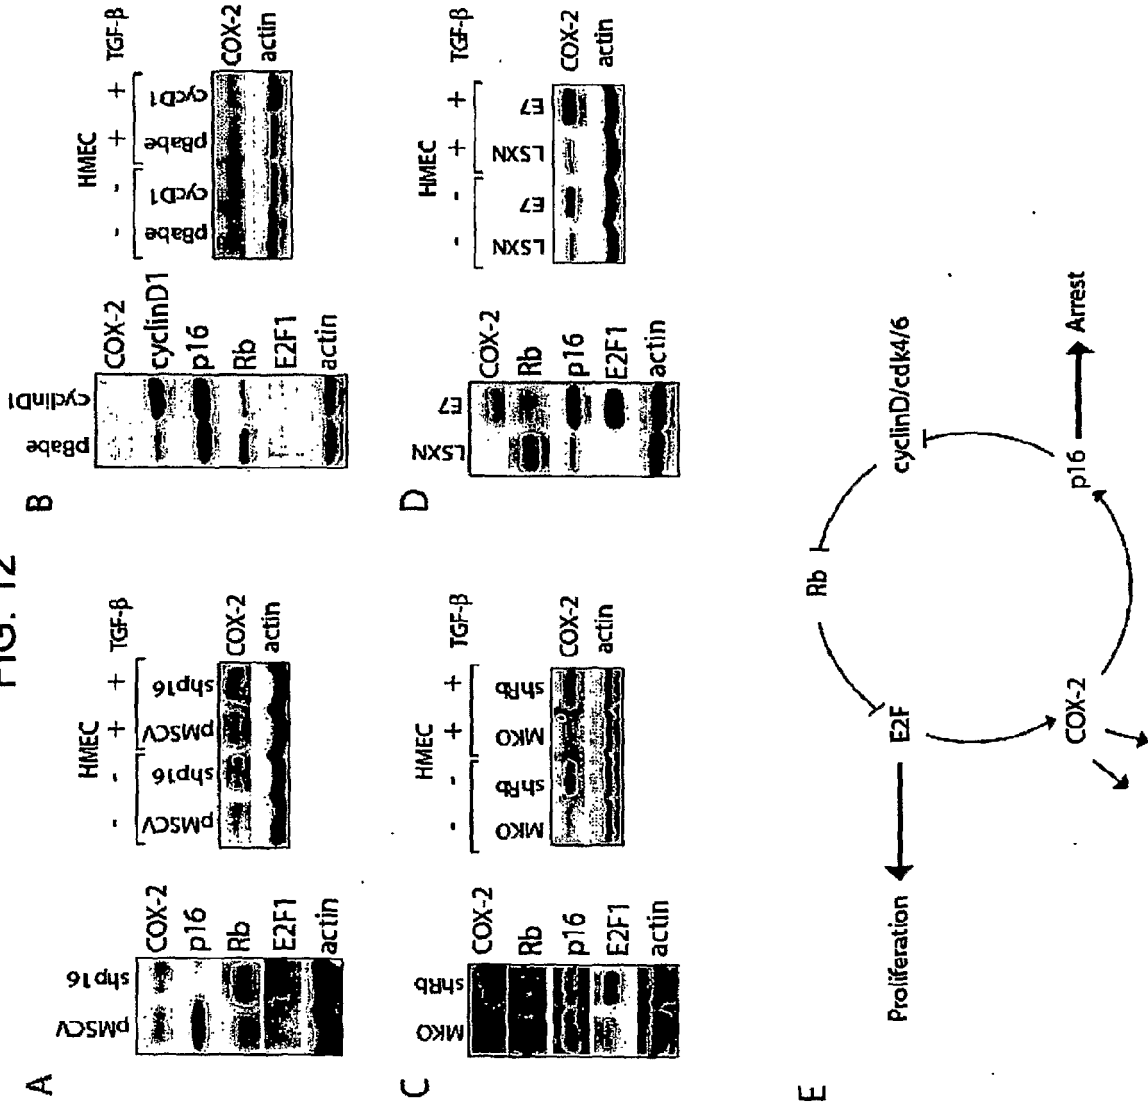 FIG. 12
A
pMSCV shp16
COX-2
p16
Rb
E2F1
actin
HMEC
- - + + TGF-β
pMSCV shp16 pMSCV shp16
COX-2
actin
B
pBabe cyclinD1
COX-2
cyclinD1
p16
Rb
E2F1
actin
HMEC
- - + + TGF-β
pBabe cycD1 pBabe cycD1
COX-2
actin
C
MKO shRb
COX-2
Rb
p16
E2F1
actin
HMEC
- - + + TGF-β
MKO shRb MKO shRb
COX-2
actin
D
LSXN E7
COX-2
Rb
p16
E2F1
actin
HMEC
- - + + TGF-β
LSXN E7 LSXN E7
COX-2
actin
E
Rb
Proliferation E2F cyclinD/cdk4/6
COX-2 p16 Arrest